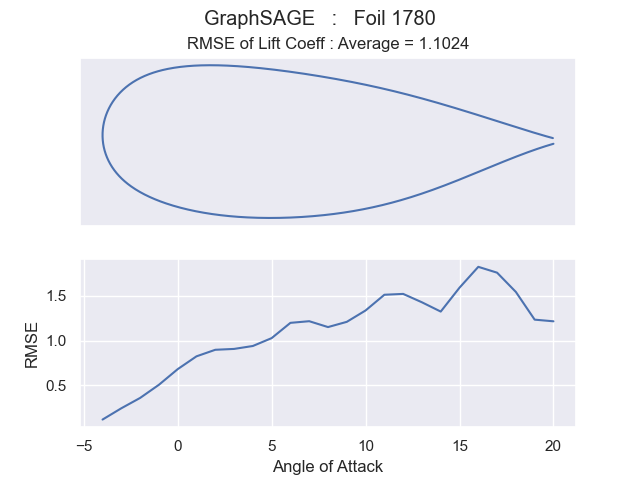 GraphSAGE   :   Foil 1780
RMSE of Lift Coeff : Average = 1.1024
1.5
1.0
0.5
RMSE
−5 0 5 10 15 20
Angle of Attack